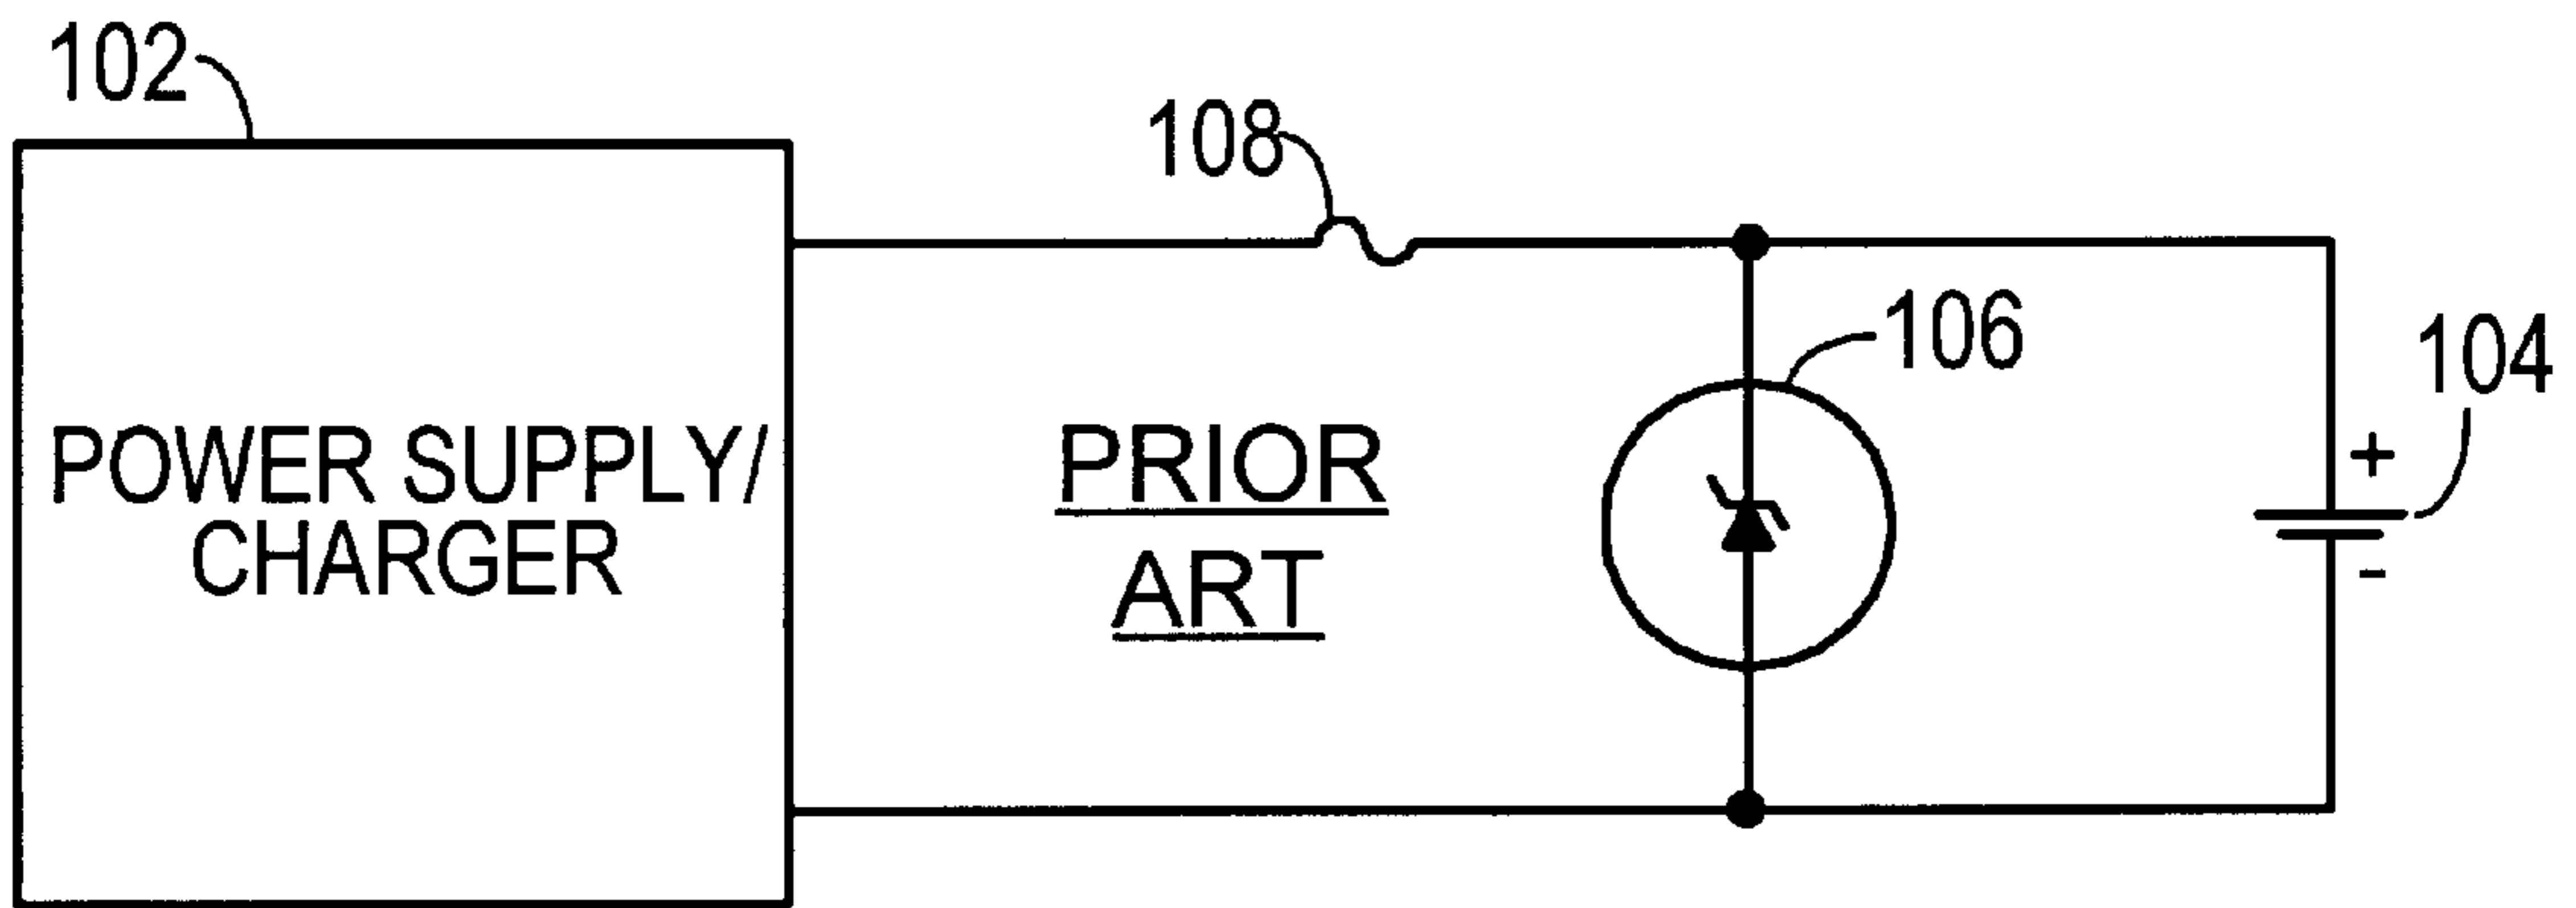 102
108
106
104
POWER SUPPLY/
CHARGER
PRIOR
ART
+
-